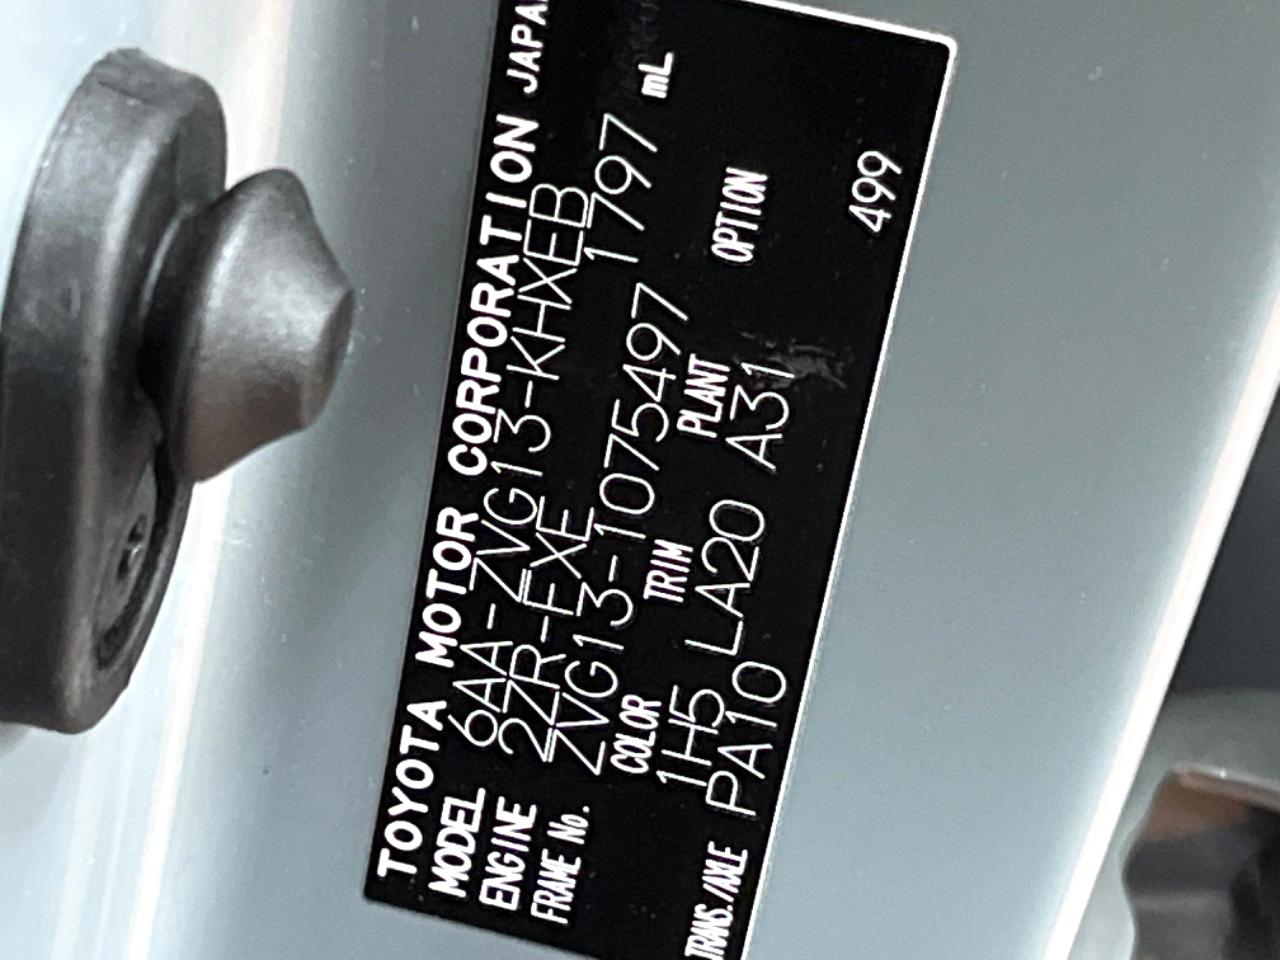 TOYOTA MOTOR CORPORATION JAPAN
MODEL 6AA-ZVG13-KHXEB
ENGINE 2ZR-FXE 1797 mL
FRAME No. ZVG13-1075497
COLOR TRIM PLANT OPTION
1H5 LA20 A31
TRANS./AXLE PA10 499